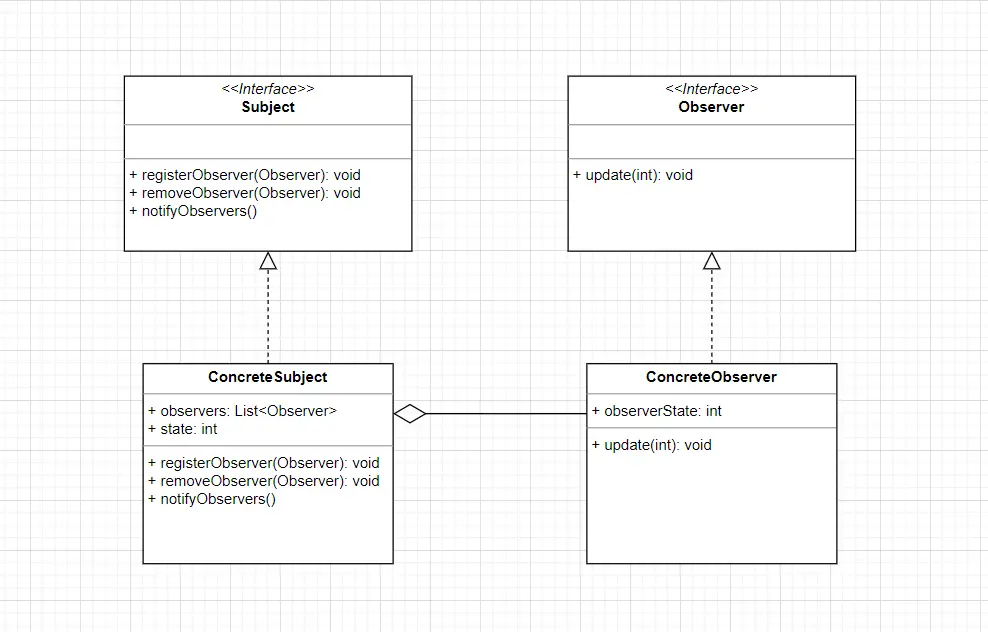 <<Interface>>
Subject
+ registerObserver(Observer): void
+ removeObserver(Observer): void
+ notifyObservers()
<<Interface>>
Observer
+ update(int): void
ConcreteSubject
+ observers: List<Observer>
+ state: int
+ registerObserver(Observer): void
+ removeObserver(Observer): void
+ notifyObservers()
ConcreteObserver
+ observerState: int
+ update(int): void